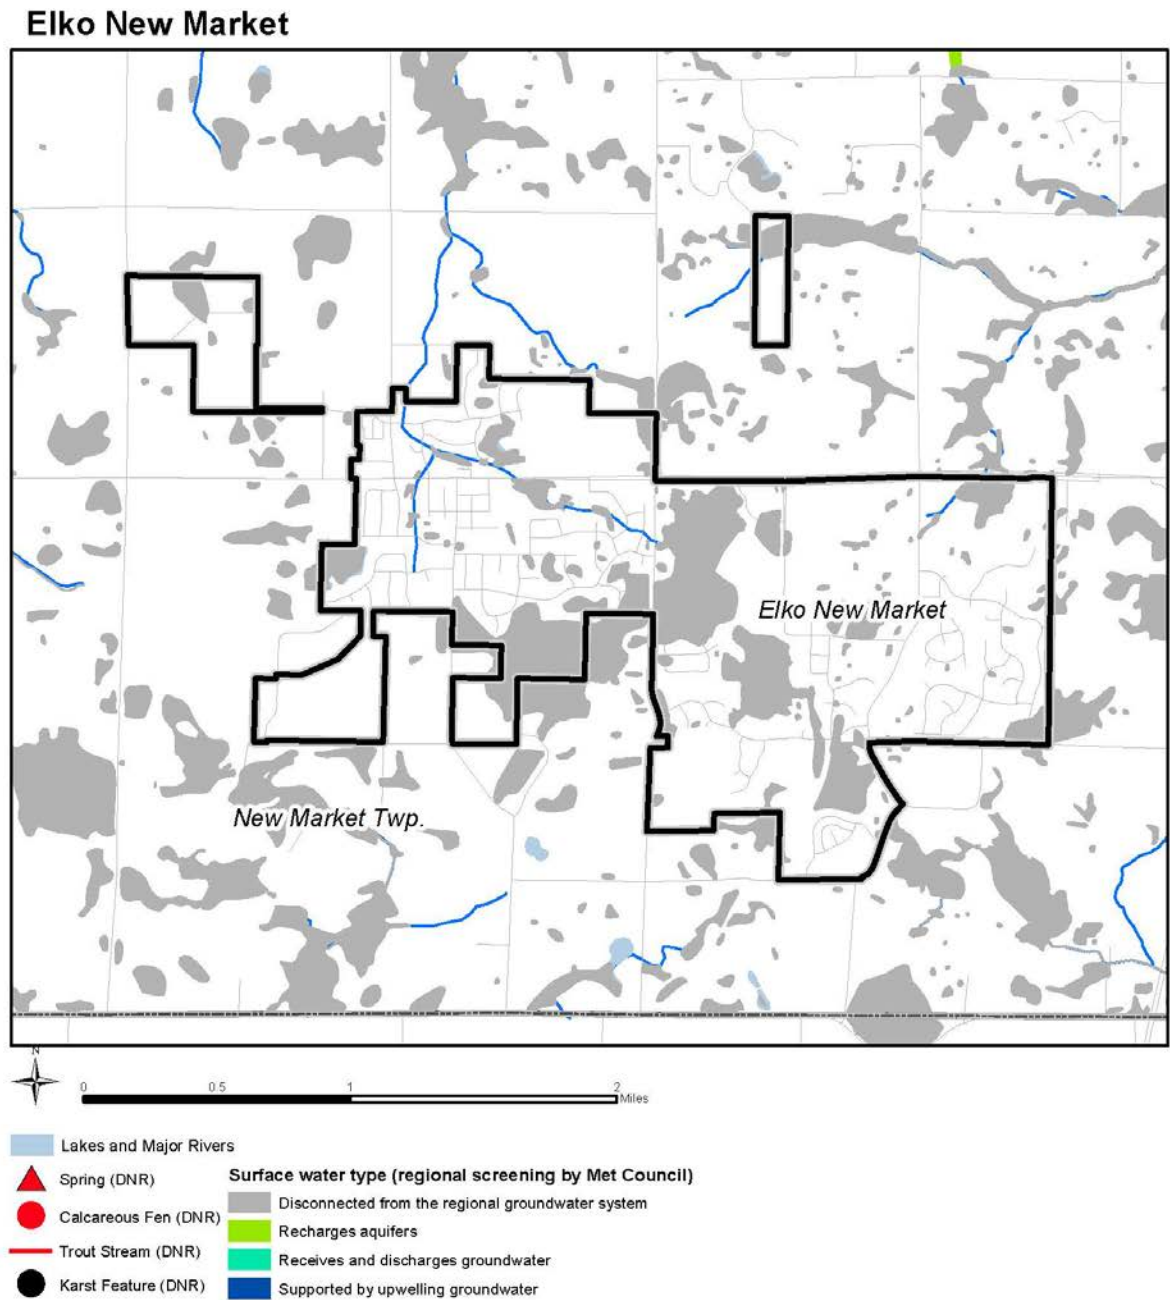 Elko New Market
Elko New Market
New Market Twp.
N
0 0.5 1 2
Miles
Lakes and Major Rivers
Spring (DNR)
Calcareous Fen (DNR)
Trout Stream (DNR)
Karst Feature (DNR)
Surface water type (regional screening by Met Council)
Disconnected from the regional groundwater system
Recharges aquifers
Receives and discharges groundwater
Supported by upwelling groundwater